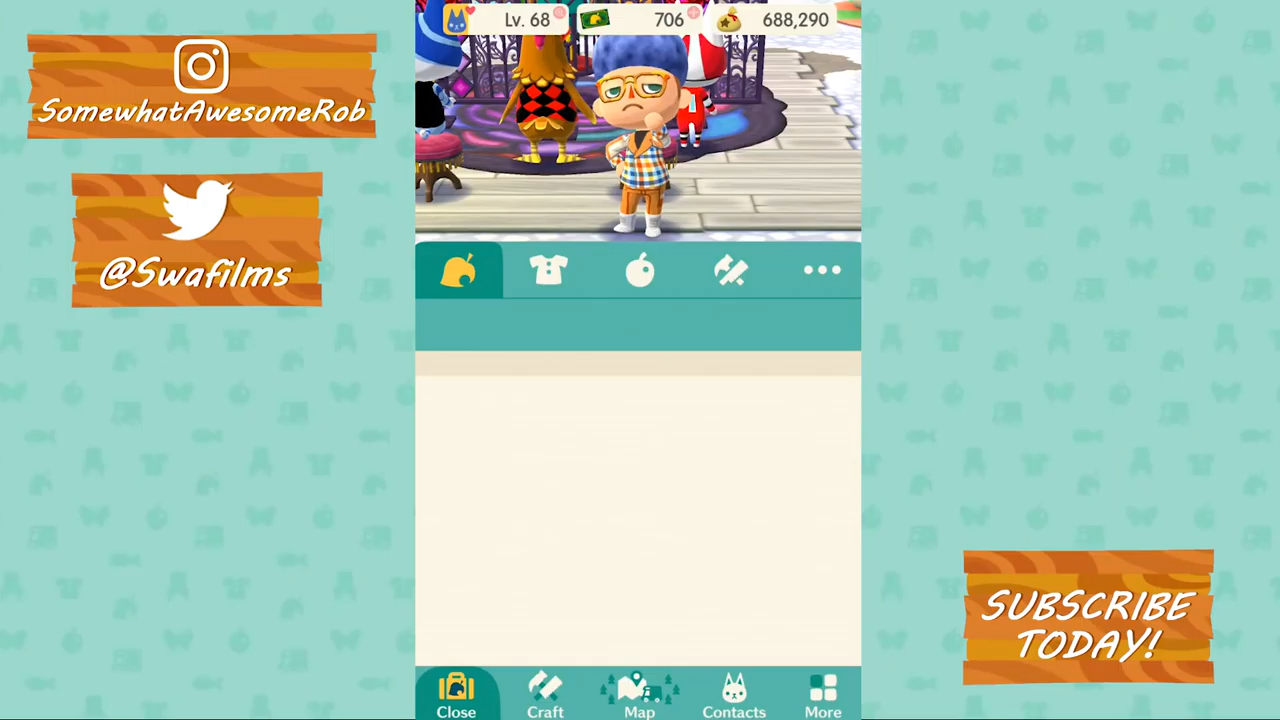 SomewhatAwesomeRob
@Swafilms
Lv. 68
706
688,290
SUBSCRIBE
TODAY!
Close
Craft
Map
Contacts
More